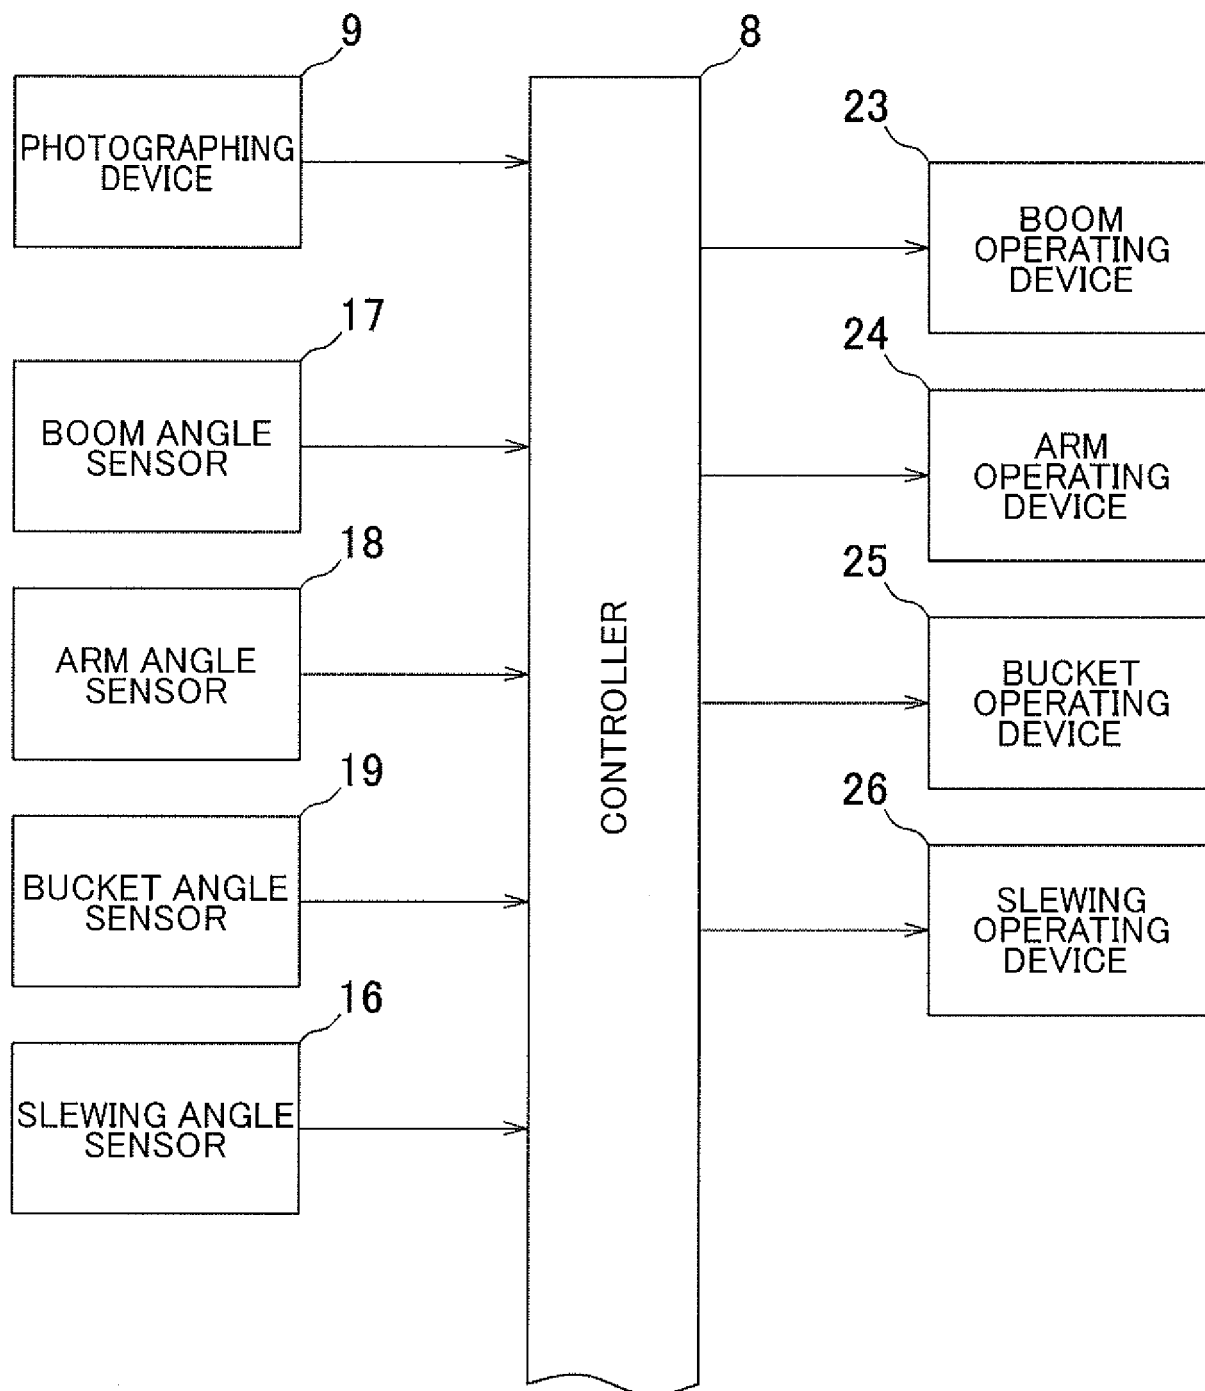 9
PHOTOGRAPHING
DEVICE
17
BOOM ANGLE
SENSOR
18
ARM ANGLE
SENSOR
19
BUCKET ANGLE
SENSOR
16
SLEWING ANGLE
SENSOR
8
CONTROLLER
23
BOOM
OPERATING
DEVICE
24
ARM
OPERATING
DEVICE
25
BUCKET
OPERATING
DEVICE
26
SLEWING
OPERATING
DEVICE